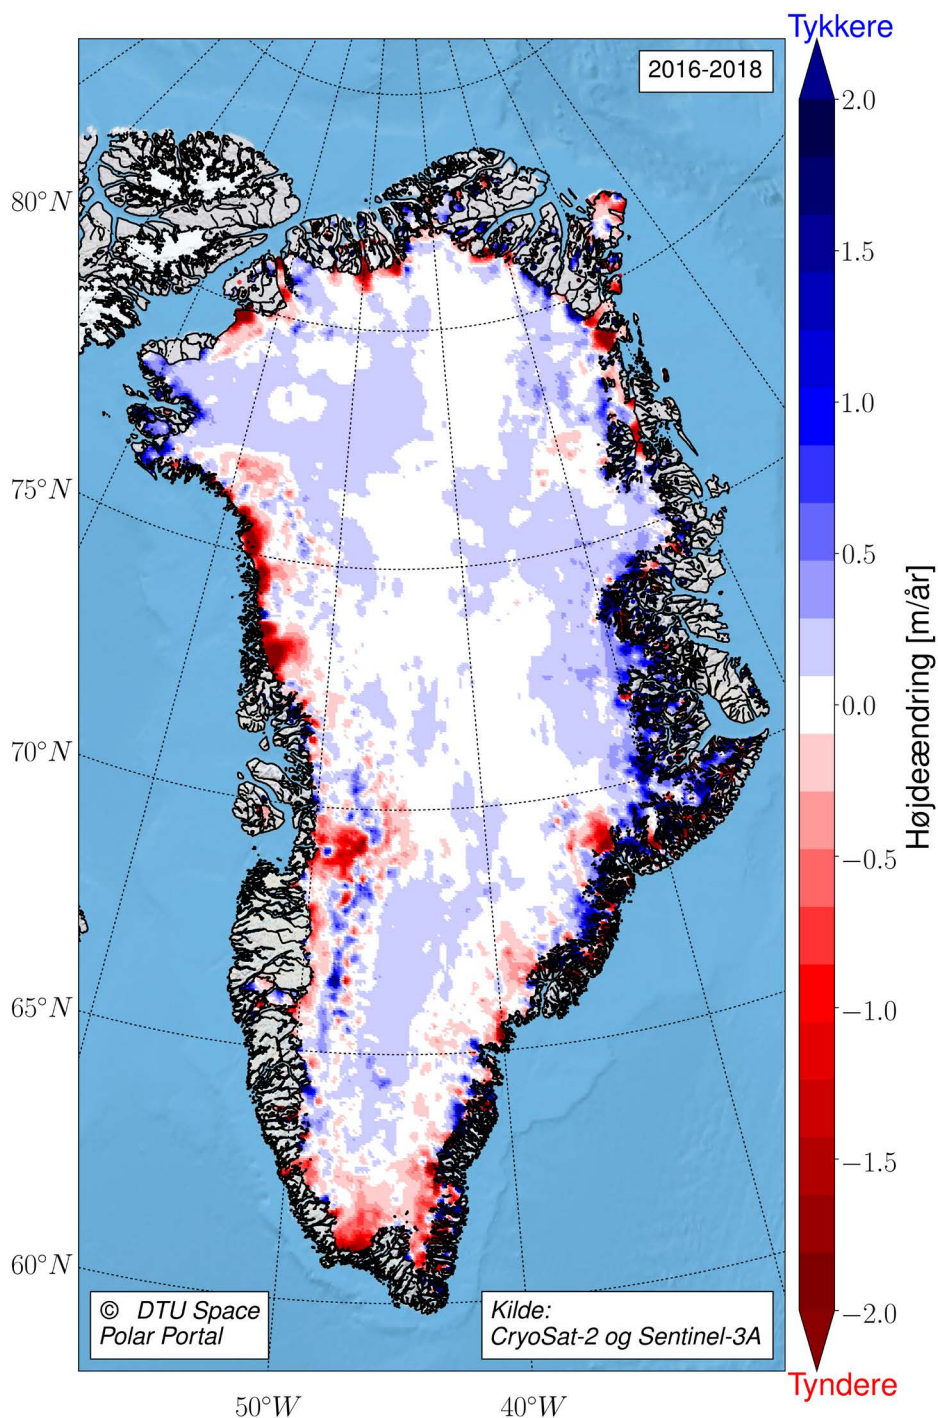 Tykkere
2016-2018
2.0
1.5
1.0
0.5
0.0
−0.5
−1.0
−1.5
−2.0
Højdeændring [m/år]
Tyndere
80°N
75°N
70°N
65°N
60°N
© DTU Space
Polar Portal
Kilde:
CryoSat-2 og Sentinel-3A
50°W
40°W